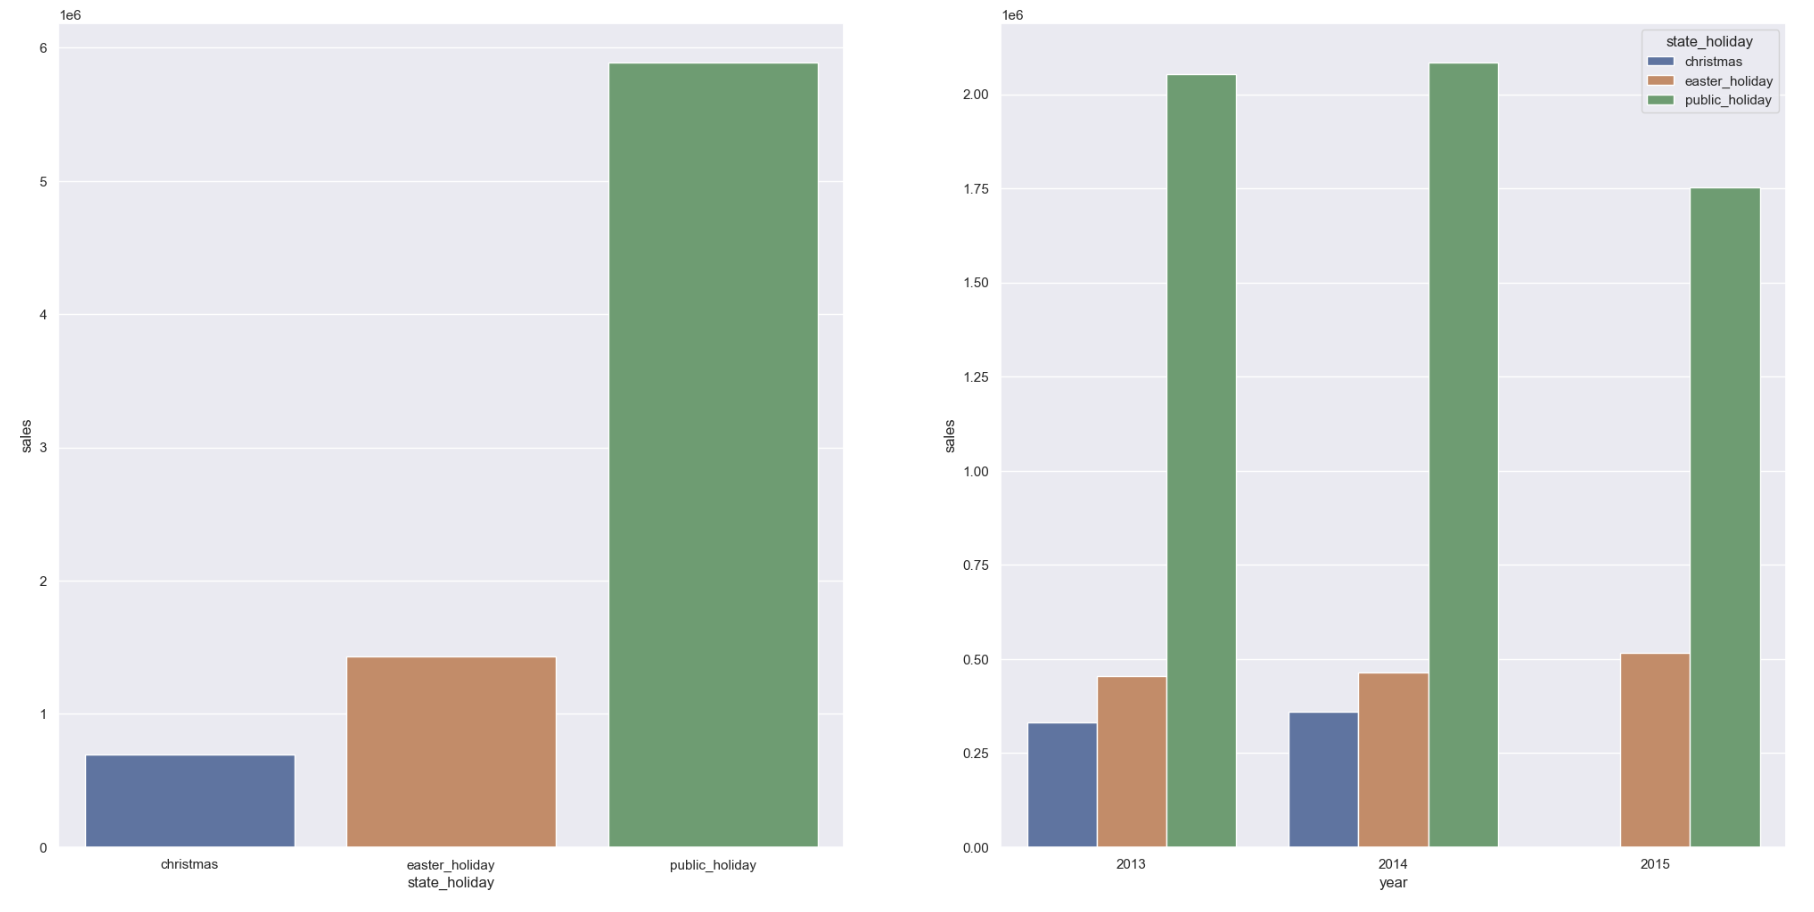 1e6
6
5
4
3
2
1
0
sales
christmas easter_holiday public_holiday
state_holiday
1e6
2.00
1.75
1.50
1.25
1.00
0.75
0.50
0.25
0.00
sales
state_holiday
christmas
easter_holiday
public_holiday
2013 2014 2015
year